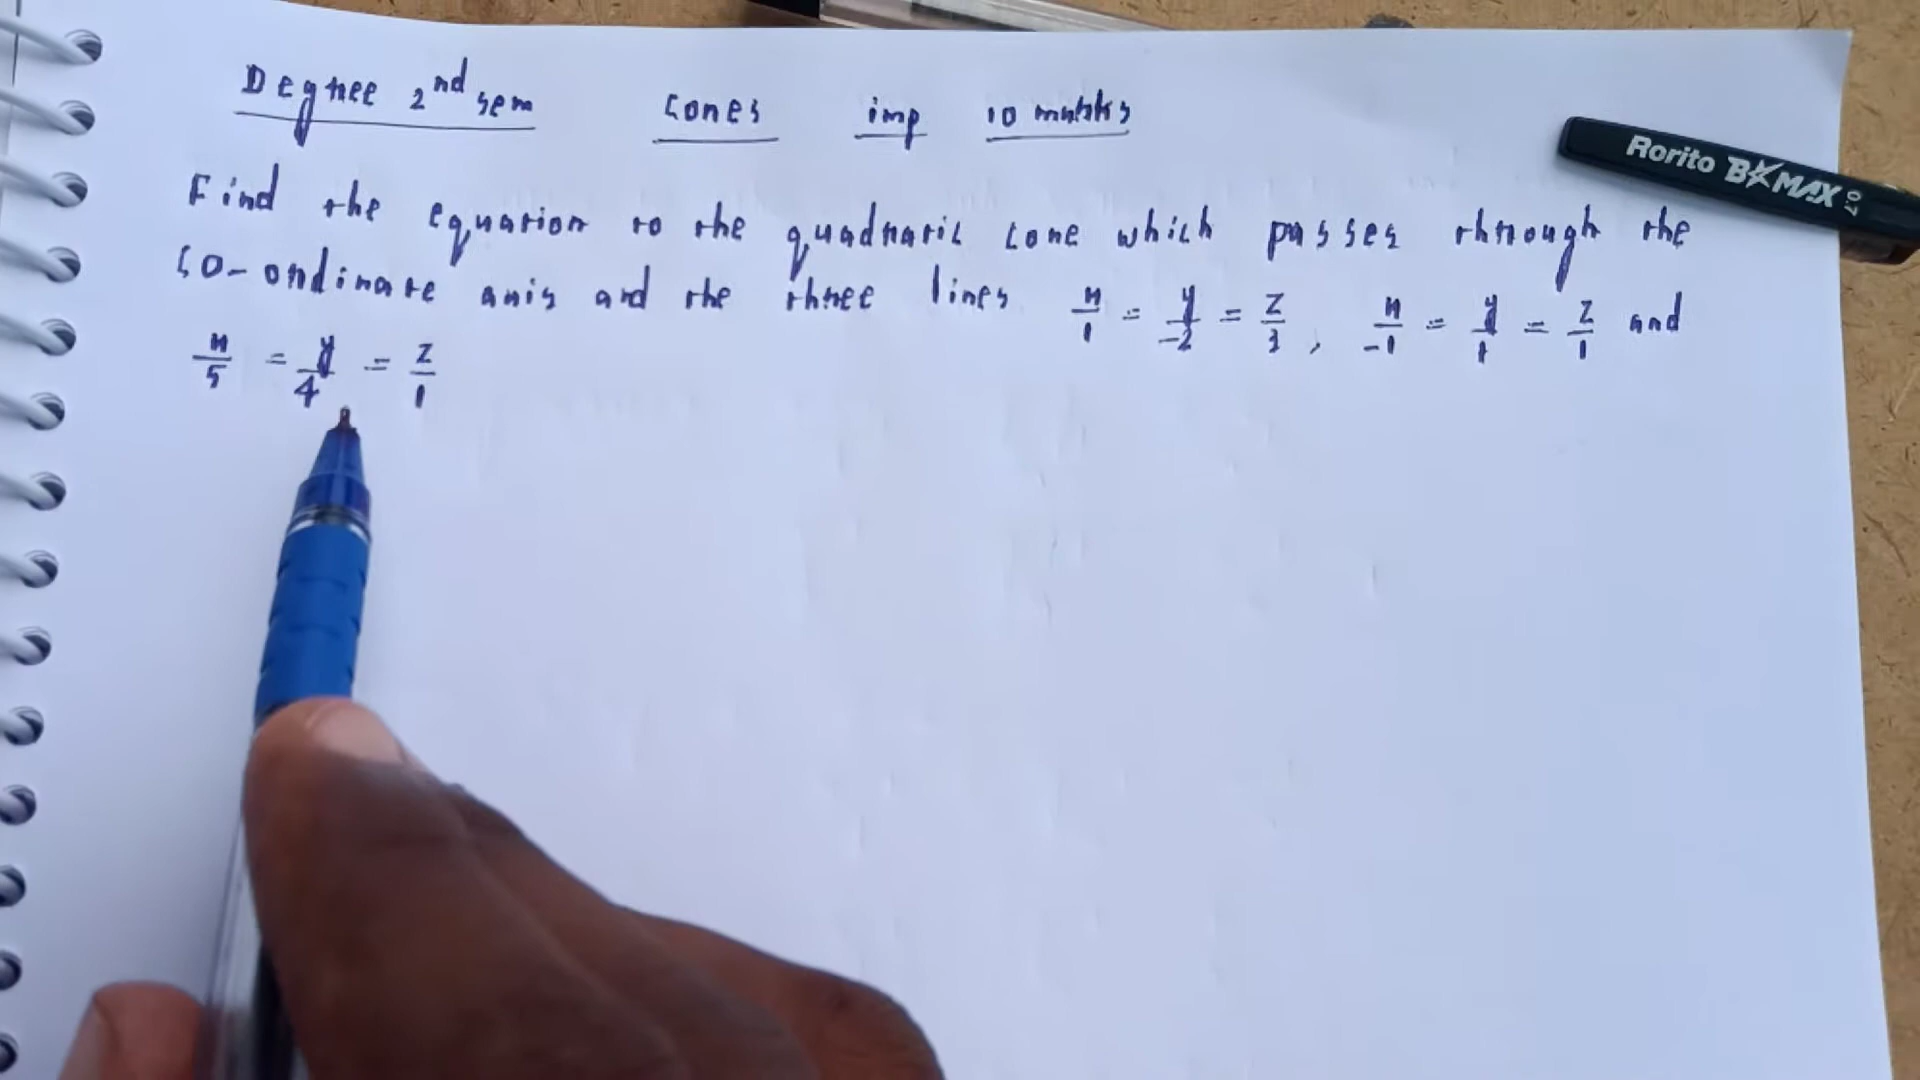 Degree 2nd sem cones imp 10 marks
Find the equation to the quadratic cone which passes through the
co-ordinate axis and the three lines x/1 = y/-2 = z/3 , x/-1 = y/1 = z/1 and
x/5 = y/4 = z/1
Rorito B★MAX 0.7